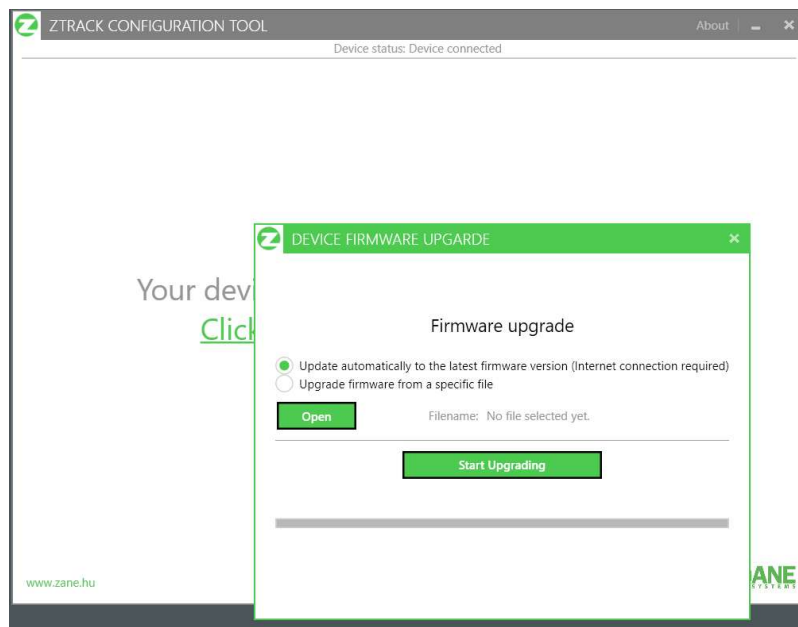 ZTRACK CONFIGURATION TOOL
About
Device status: Device connected
DEVICE FIRMWARE UPGARDE
Your devi
Click
Firmware upgrade
Update automatically to the latest firmware version (Internet connection required)
Upgrade firmware from a specific file
Open
Filename: No file selected yet.
Start Upgrading
www.zane.hu
ANE
SYSTEMS